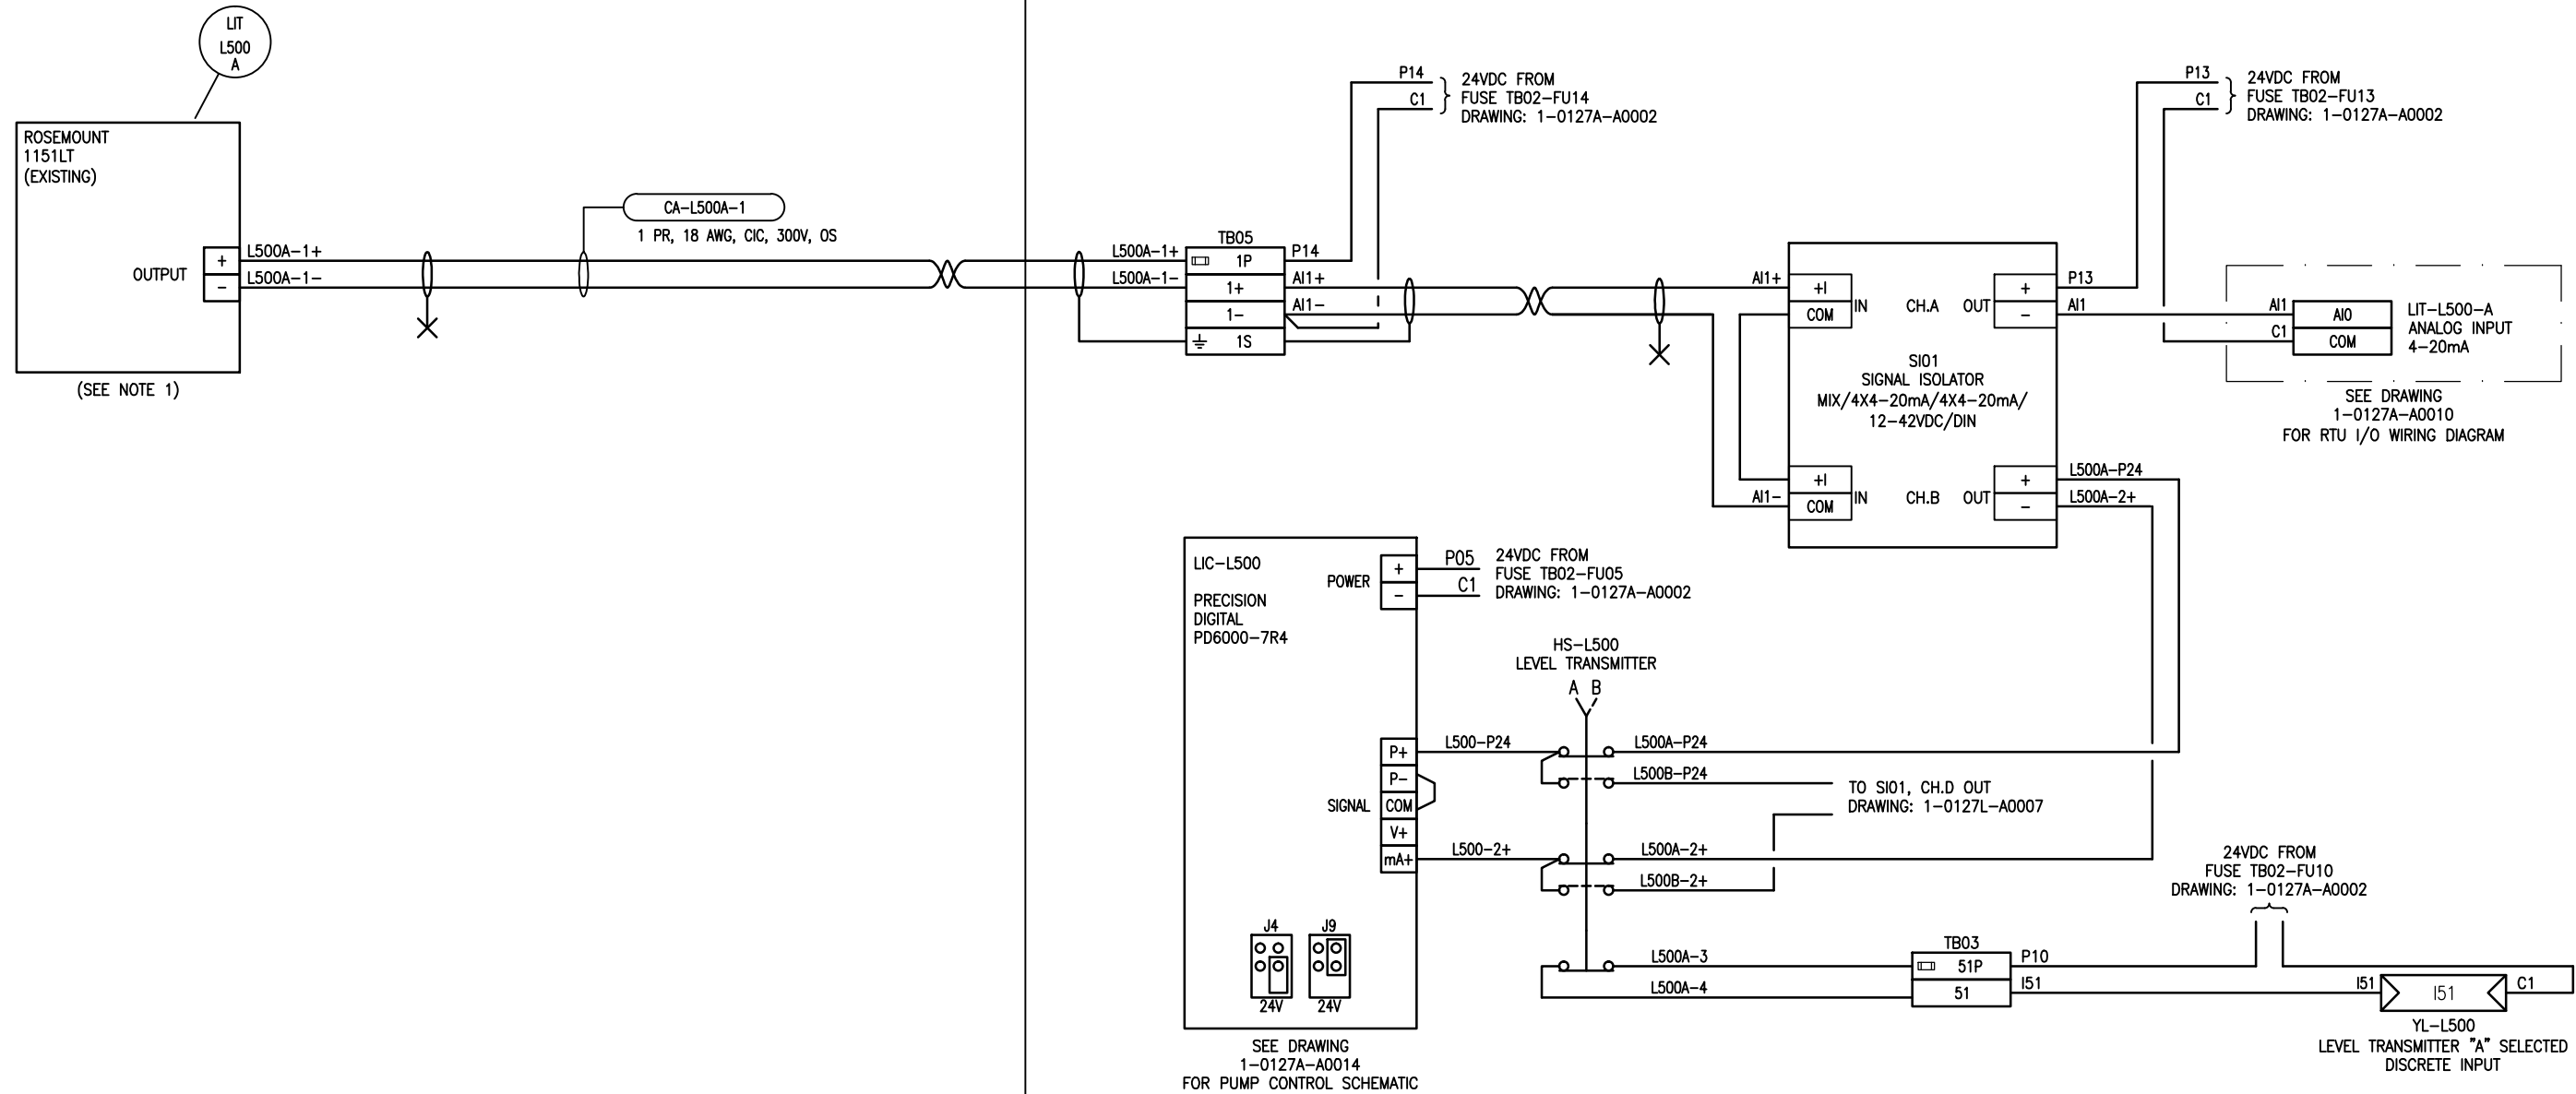 LIT
L500
A
ROSEMOUNT
1151LT
(EXISTING)
OUTPUT
+
-
L500A-1+
L500A-1-
(SEE NOTE 1)
CA-L500A-1
1 PR, 18 AWG, CIC, 300V, OS
L500A-1+
L500A-1-
TB05
1P
1+
1-
1S
P14
AI1+
AI1-
P14
C1
24VDC FROM
FUSE TB02-FU14
DRAWING: 1-0127A-A0002
AI1+
AI1-
+I
COM
IN
CH.A
OUT
+
-
SI01
SIGNAL ISOLATOR
MIX/4X4-20mA/4X4-20mA/
12-42VDC/DIN
+I
COM
IN
CH.B
OUT
+
-
P13
AI1
P13
C1
24VDC FROM
FUSE TB02-FU13
DRAWING: 1-0127A-A0002
AI1
C1
AI0
COM
LIT-L500-A
ANALOG INPUT
4-20mA
SEE DRAWING
1-0127A-A0010
FOR RTU I/O WIRING DIAGRAM
L500A-P24
L500A-2+
LIC-L500
PRECISION
DIGITAL
PD6000-7R4
POWER
+
-
P05
C1
24VDC FROM
FUSE TB02-FU05
DRAWING: 1-0127A-A0002
HS-L500
LEVEL TRANSMITTER
A B
SIGNAL
P+
P-
COM
V+
mA+
L500-P24
L500-2+
L500A-P24
L500B-P24
TO SI01, CH.D OUT
DRAWING: 1-0127L-A0007
L500A-2+
L500B-2+
J4
24V
J9
24V
SEE DRAWING
1-0127A-A0014
FOR PUMP CONTROL SCHEMATIC
L500A-3
L500A-4
TB03
51P
51
P10
I51
24VDC FROM
FUSE TB02-FU10
DRAWING: 1-0127A-A0002
I51
I51
C1
YL-L500
LEVEL TRANSMITTER "A" SELECTED
DISCRETE INPUT